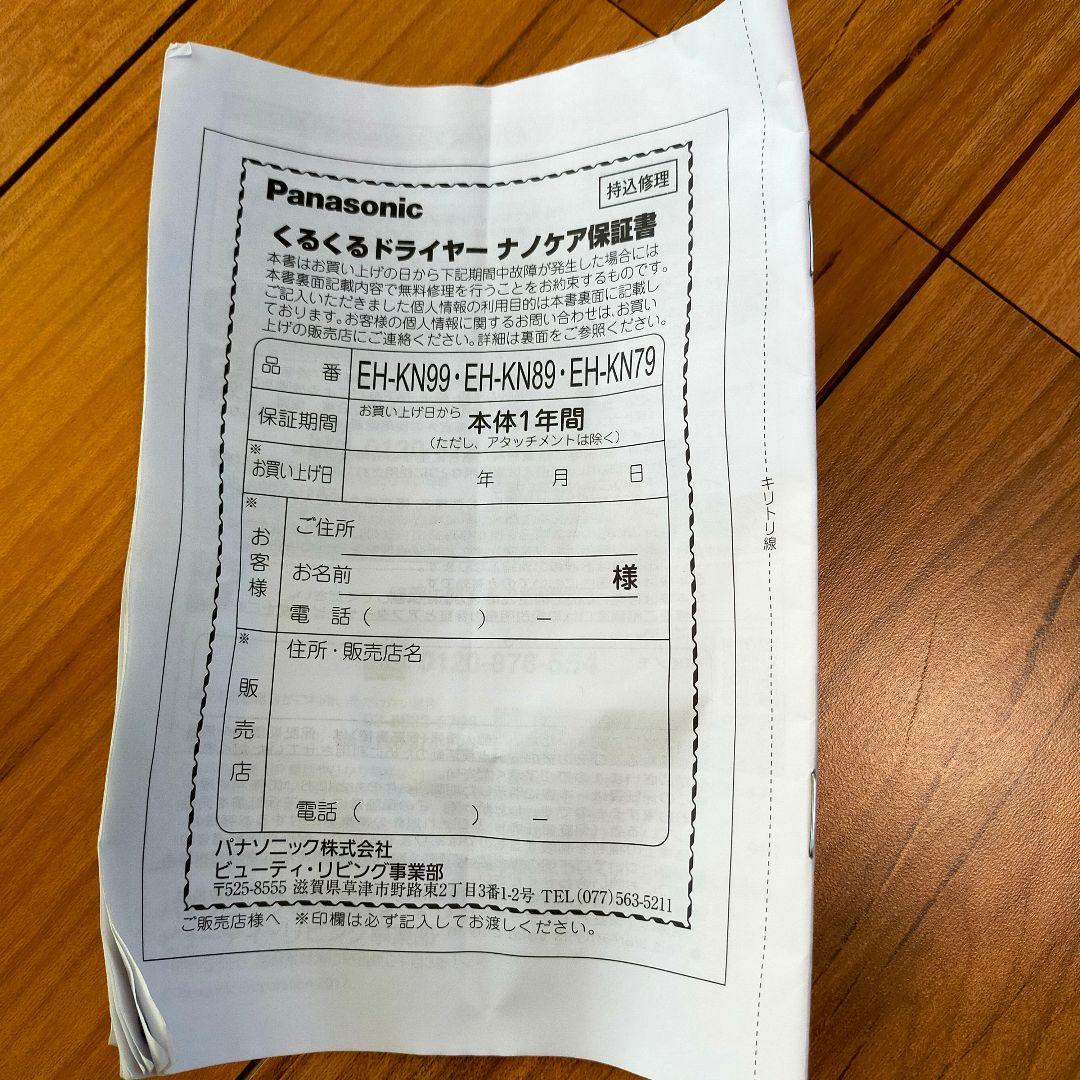 Panasonic
持込修理
くるくるドライヤー ナノケア保証書
本書はお買い上げの日から下記期間中故障が発生した場合には
本書裏面記載内容で無料修理を行うことをお約束するものです。
ご記入いただきました個人情報の利用目的は本書裏面に記載し
ております。お客様の個人情報に関するお問い合わせは、お買い
上げの販売店にご連絡ください。詳細は裏面をご参照ください。
品番 EH-KN99・EH-KN89・EH-KN79
保証期間 お買い上げ日から 本体1年間
(ただし、アタッチメントは除く)
※お買い上げ日 年 月 日
※お客様
ご住所
お名前 様
電話( ) −
※販売店
住所・販売店名
電話( ) −
パナソニック株式会社
ビューティ・リビング事業部
〒525-8555 滋賀県草津市野路東2丁目3番1-2号 TEL(077)563-5211
ご販売店様へ ※印欄は必ず記入してお渡しください。
キリトリ線